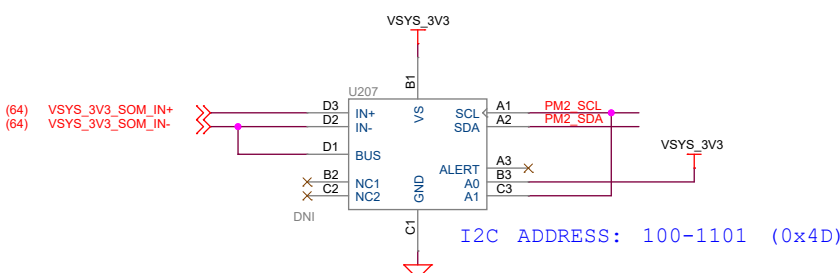 VSYS_3V3
U207
B1
(64) VSYS_3V3_SOM_IN+ D3 IN+ VS SCL A1 PM2_SCL
(64) VSYS_3V3_SOM_IN- D2 IN- SDA A2 PM2_SDA
VSYS_3V3
D1 BUS
ALERT A3
B2 NC1 GND A0 B3
C2 NC2 A1 C3
DNI
C1
I2C ADDRESS: 100-1101 (0x4D)